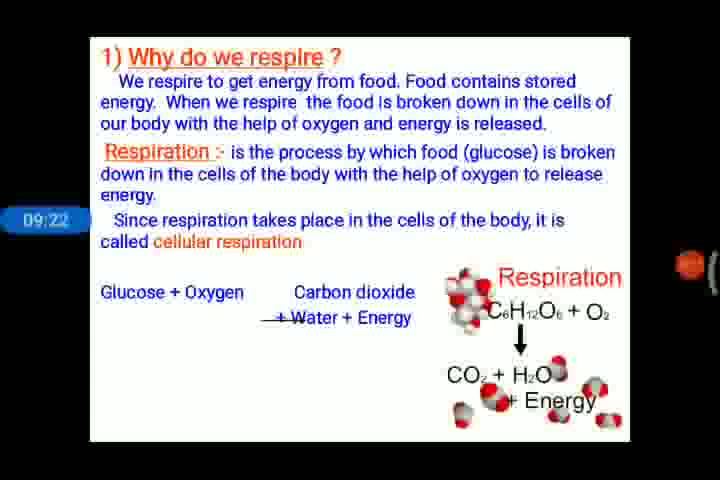 1) Why do we respire ?
We respire to get energy from food. Food contains stored
energy. When we respire the food is broken down in the cells of
our body with the help of oxygen and energy is released.
Respiration :- is the process by which food (glucose) is broken
down in the cells of the body with the help of oxygen to release
energy.
09:22
Since respiration takes place in the cells of the body, it is
called cellular respiration
Glucose + Oxygen Carbon dioxide
+ Water + Energy
Respiration
C₆H₁₂O₆ + O₂
CO₂ + H₂O
+ Energy